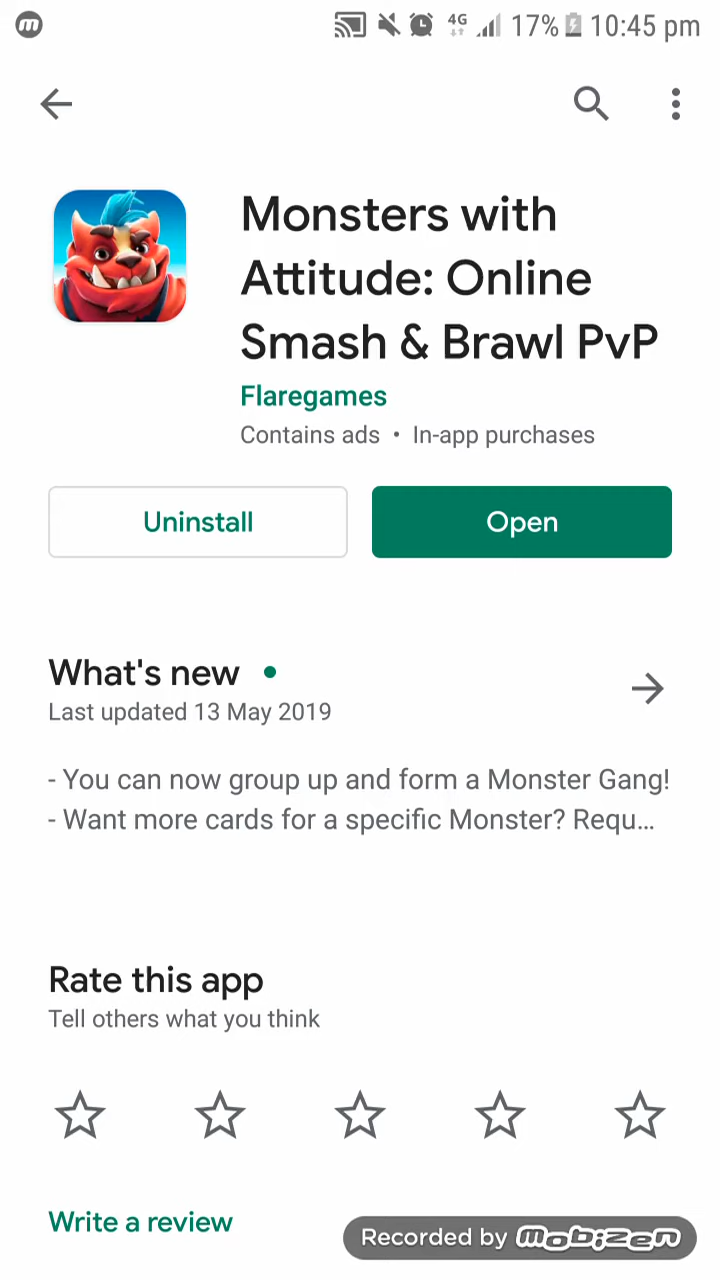 m
4G 17% 10:45 pm
Monsters with
Attitude: Online
Smash & Brawl PvP
Flaregames
Contains ads • In-app purchases
Uninstall
Open
What's new
Last updated 13 May 2019
- You can now group up and form a Monster Gang!
- Want more cards for a specific Monster? Requ...
Rate this app
Tell others what you think
Write a review
Recorded by mobizen